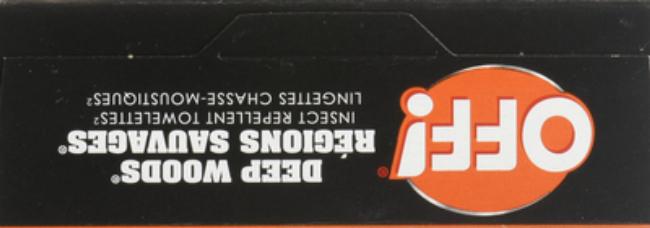 OFF!®
DEEP WOODS®
RÉGIONS SAUVAGES®
INSECT REPELLENT TOWELETTES²
LINGETTES CHASSE-MOUSTIQUES²